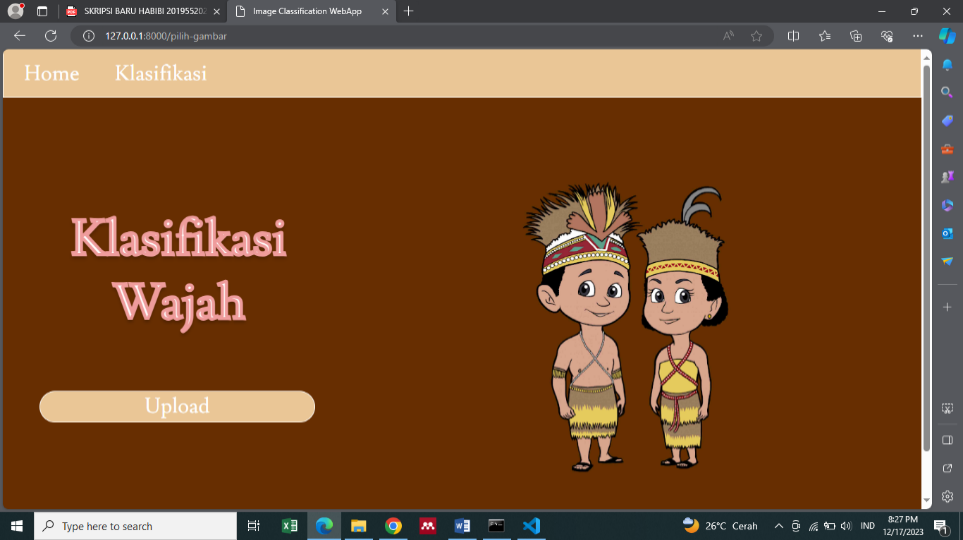 SKRIPSI BARU HABIBI 20195520
Image Classification WebApp
127.0.0.1:8000/pilih-gambar
Home Klasifikasi
Klasifikasi
Wajah
Upload
Type here to search
26°C Cerah
IND
8:27 PM
12/17/2023
1